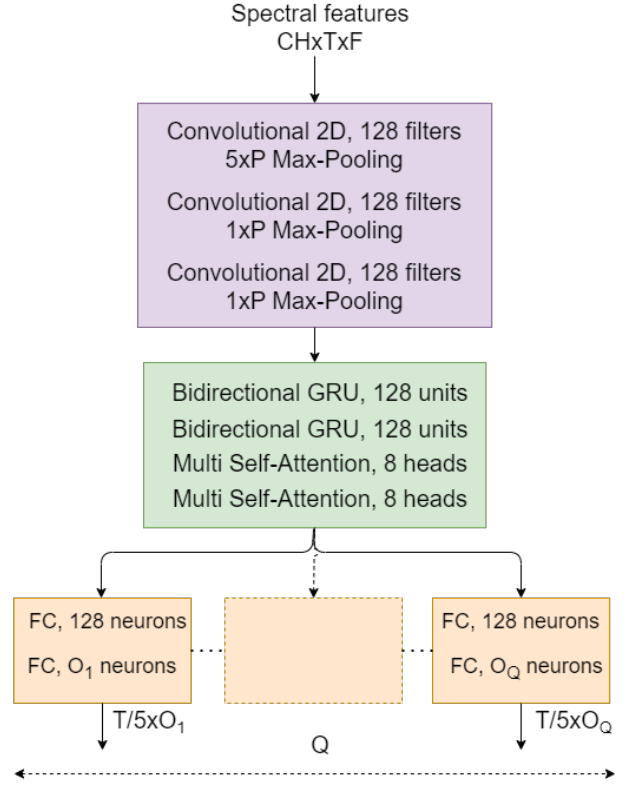 Spectral features
CHxTxF
Convolutional 2D, 128 filters
5xP Max-Pooling
Convolutional 2D, 128 filters
1xP Max-Pooling
Convolutional 2D, 128 filters
1xP Max-Pooling
Bidirectional GRU, 128 units
Bidirectional GRU, 128 units
Multi Self-Attention, 8 heads
Multi Self-Attention, 8 heads
FC, 128 neurons
FC, O₁ neurons
FC, 128 neurons
FC, O_Q neurons
T/5xO₁
T/5xO_Q
Q